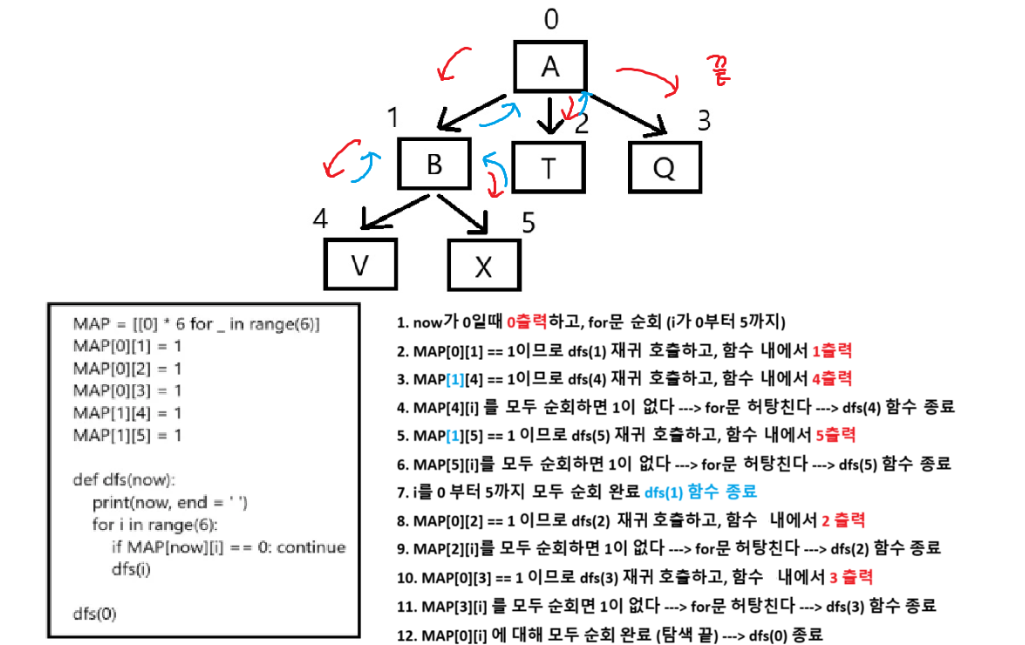 0
A
끝
1
2
3
B
T
Q
4
5
V
X
MAP = [[0] * 6 for _ in range(6)]
MAP[0][1] = 1
MAP[0][2] = 1
MAP[0][3] = 1
MAP[1][4] = 1
MAP[1][5] = 1
def dfs(now):
print(now, end = ' ')
for i in range(6):
if MAP[now][i] == 0: continue
dfs(i)
dfs(0)
1. now가 0일때 0출력하고, for문 순회 (i가 0부터 5까지)
2. MAP[0][1] == 1이므로 dfs(1) 재귀 호출하고, 함수 내에서 1출력
3. MAP[1][4] == 1이므로 dfs(4) 재귀 호출하고, 함수 내에서 4출력
4. MAP[4][i] 를 모두 순회하면 1이 없다 ---> for문 허탕친다 ---> dfs(4) 함수 종료
5. MAP[1][5] == 1 이므로 dfs(5) 재귀 호출하고, 함수 내에서 5출력
6. MAP[5][i]를 모두 순회하면 1이 없다 ---> for문 허탕친다 ---> dfs(5) 함수 종료
7. i를 0 부터 5까지 모두 순회 완료 dfs(1) 함수 종료
8. MAP[0][2] == 1 이므로 dfs(2) 재귀 호출하고, 함수 내에서 2 출력
9. MAP[2][i]를 모두 순회하면 1이 없다 ---> for문 허탕친다 ---> dfs(2) 함수 종료
10. MAP[0][3] == 1 이므로 dfs(3) 재귀 호출하고, 함수 내에서 3 출력
11. MAP[3][i] 를 모두 순회면 1이 없다 ---> for문 허탕친다 ---> dfs(3) 함수 종료
12. MAP[0][i] 에 대해 모두 순회 완료 (탐색 끝) ---> dfs(0) 종료